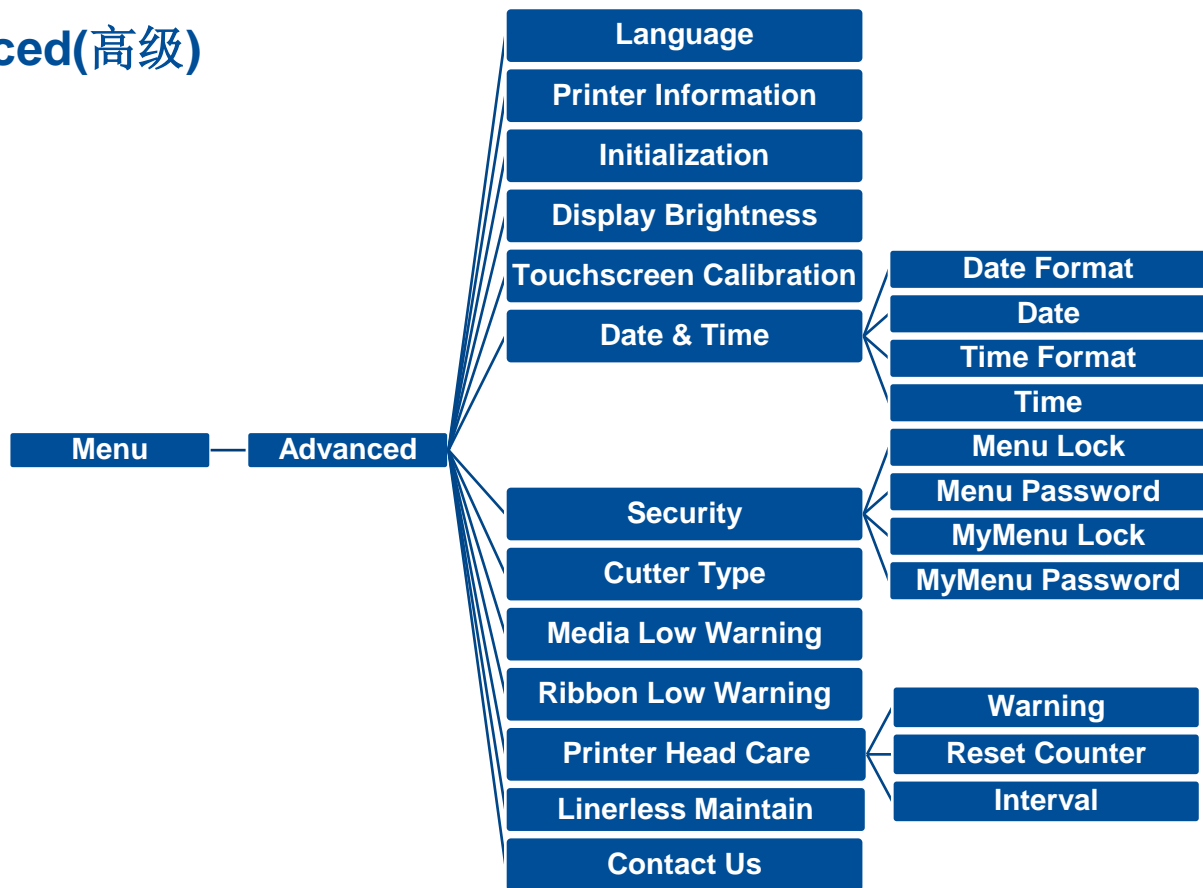 ced(高级)
Language
Printer Information
Initialization
Display Brightness
Touchscreen Calibration
Date & Time
Date Format
Date
Time Format
Time
Menu
Advanced
Security
Menu Lock
Menu Password
MyMenu Lock
MyMenu Password
Cutter Type
Media Low Warning
Ribbon Low Warning
Printer Head Care
Warning
Reset Counter
Interval
Linerless Maintain
Contact Us